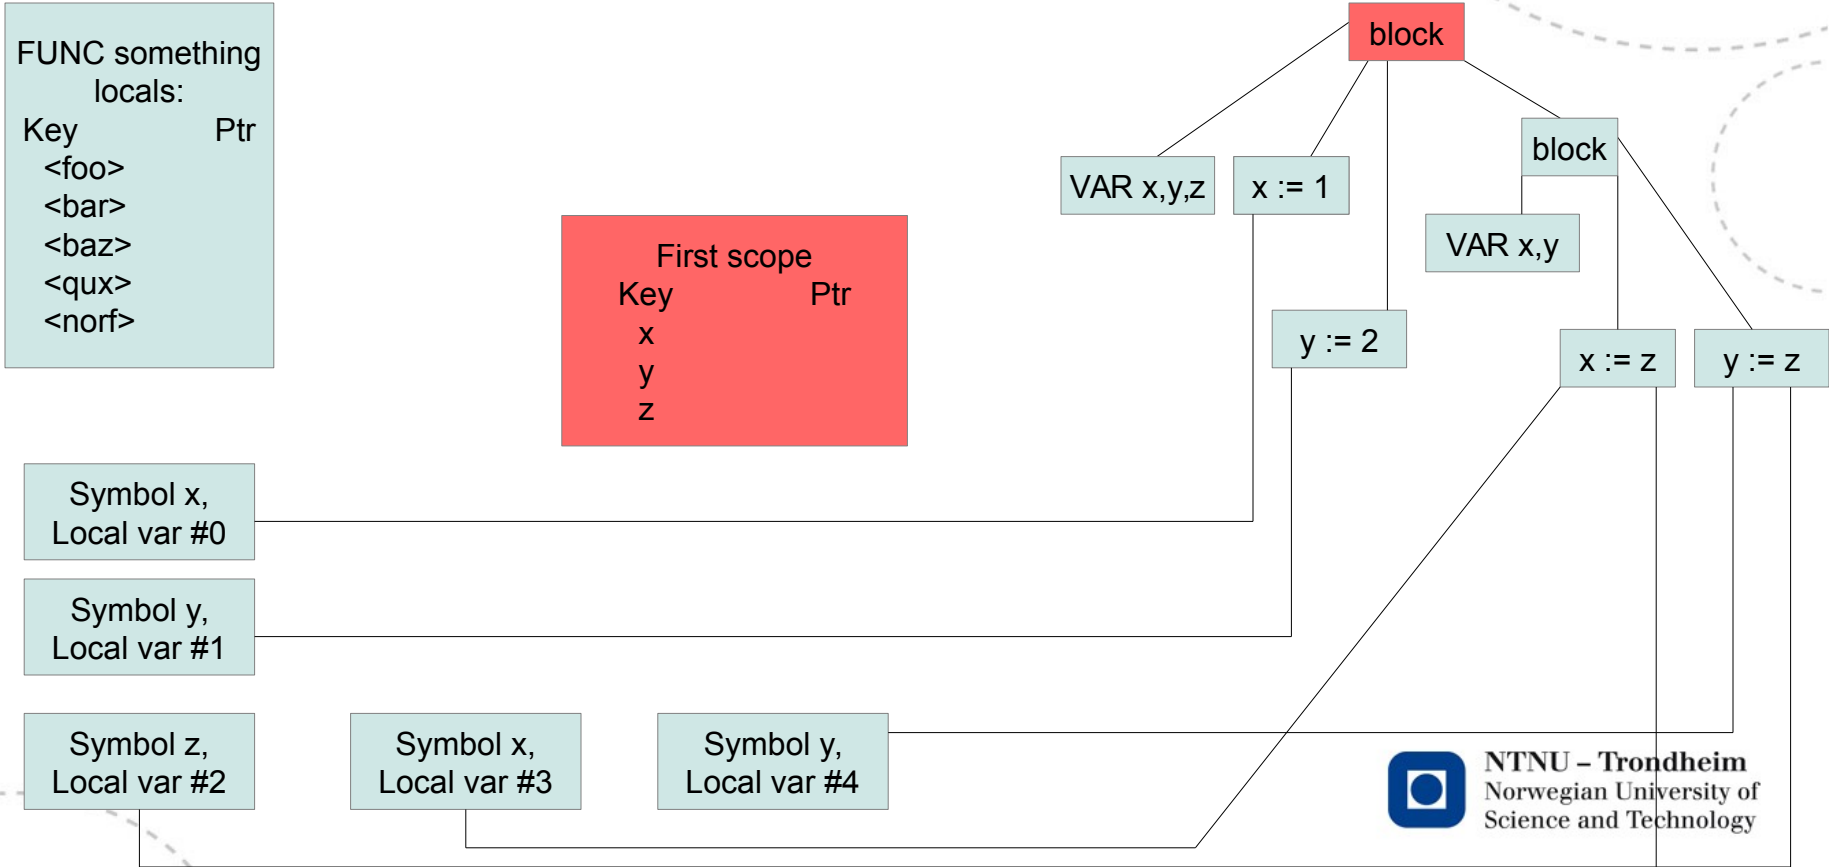 FUNC something
locals:
Key Ptr
<foo>
<bar>
<baz>
<qux>
<norf>
First scope
Key Ptr
x
y
z
block
block
VAR x,y,z
x := 1
VAR x,y
y := 2
x := z
y := z
Symbol x,
Local var #0
Symbol y,
Local var #1
Symbol z,
Local var #2
Symbol x,
Local var #3
Symbol y,
Local var #4
NTNU – Trondheim
Norwegian University of
Science and Technology